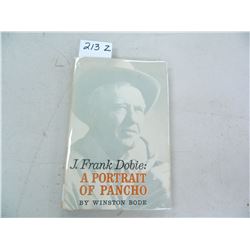 213 Z
J. Frank Dobie:
A PORTRAIT
OF PANCHO
BY WINSTON BODE